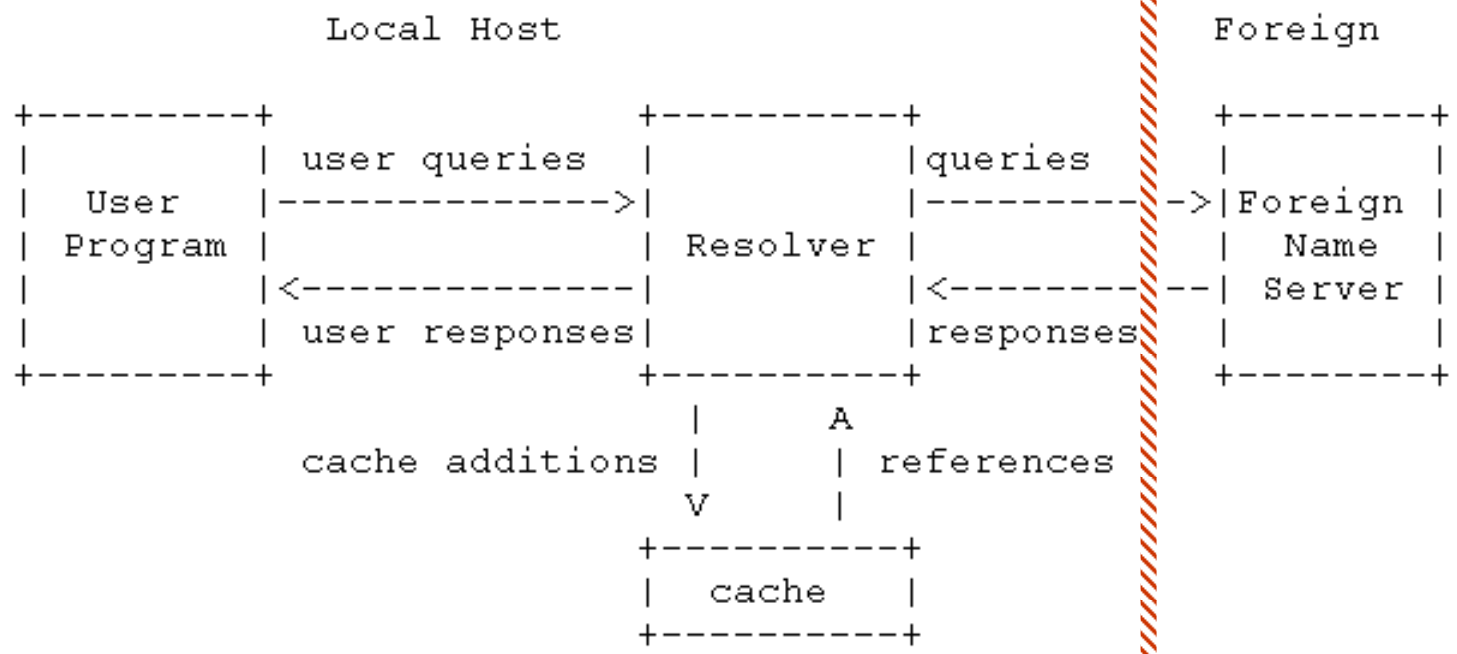 Local Host                        Foreign
+---------+               +----------+             +--------+
|         | user queries  |          |queries      |        |
|  User   |-------------->|          |---------  ->|Foreign |
| Program |               | Resolver |             |  Name  |
|         |<--------------|          |<--------  --| Server |
|         | user responses|          |responses    |        |
+---------+               +----------+             +--------+
|     A
cache additions |     | references
V     |
+----------+
|  cache   |
+----------+